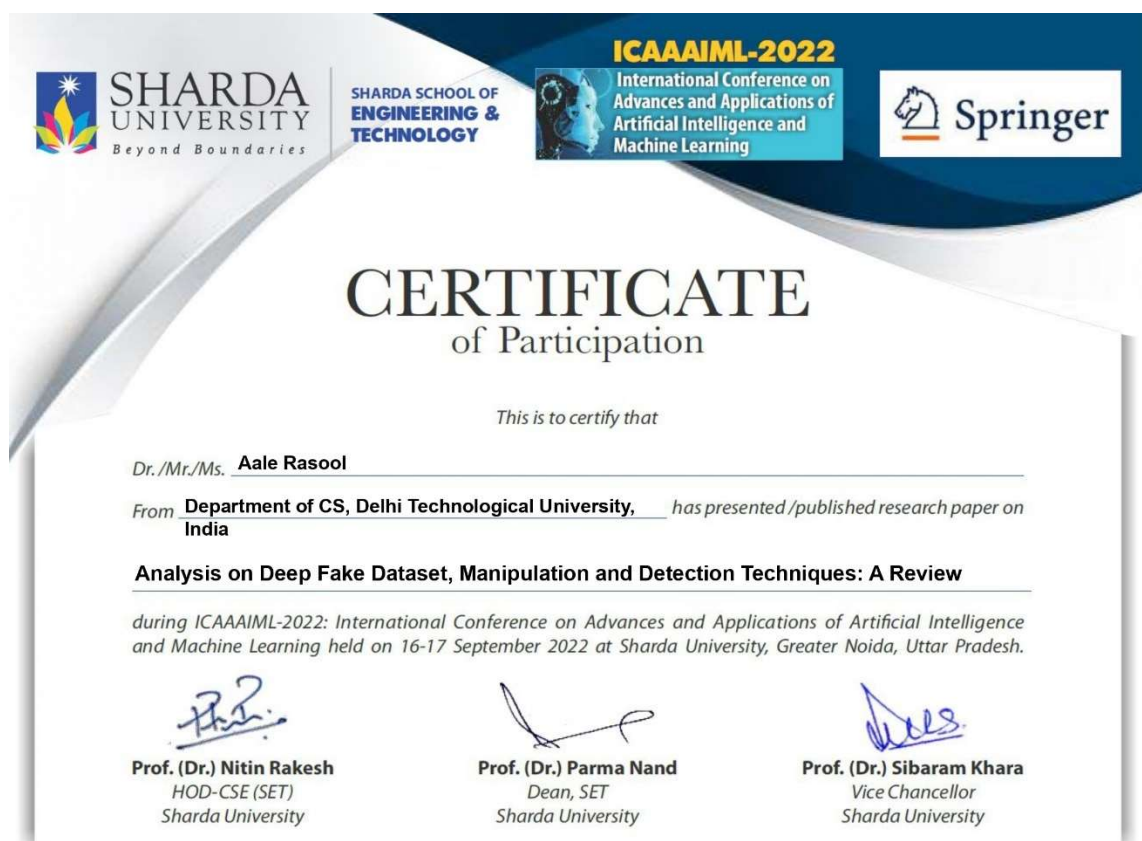 SHARDA
UNIVERSITY
Beyond Boundaries
SHARDA SCHOOL OF
ENGINEERING &
TECHNOLOGY
ICAAAIML-2022
International Conference on
Advances and Applications of
Artificial Intelligence and
Machine Learning
Springer
CERTIFICATE
of Participation
This is to certify that
Dr./Mr./Ms. Aale Rasool
From Department of CS, Delhi Technological University, has presented /published research paper on
India
Analysis on Deep Fake Dataset, Manipulation and Detection Techniques: A Review
during ICAAAIML-2022: International Conference on Advances and Applications of Artificial Intelligence
and Machine Learning held on 16-17 September 2022 at Sharda University, Greater Noida, Uttar Pradesh.
Prof. (Dr.) Nitin Rakesh
HOD-CSE (SET)
Sharda University
Prof. (Dr.) Parma Nand
Dean, SET
Sharda University
Prof. (Dr.) Sibaram Khara
Vice Chancellor
Sharda University